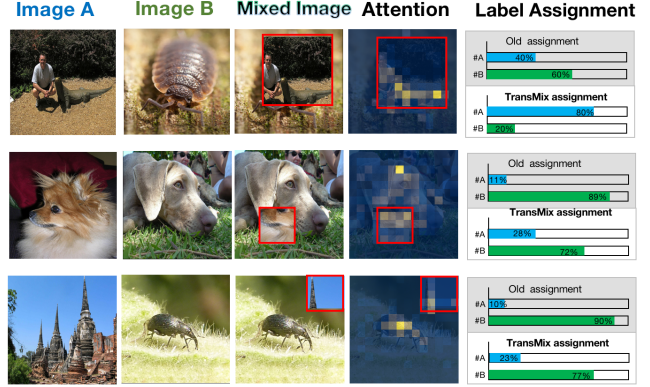 Image A Image B Mixed Image Attention Label Assignment
Old assignment
#A 40%
#B 60%
TransMix assignment
#A 80%
#B 20%
Old assignment
#A 11%
#B 89%
TransMix assignment
#A 28%
#B 72%
Old assignment
#A 10%
#B 90%
TransMix assignment
#A 23%
#B 77%